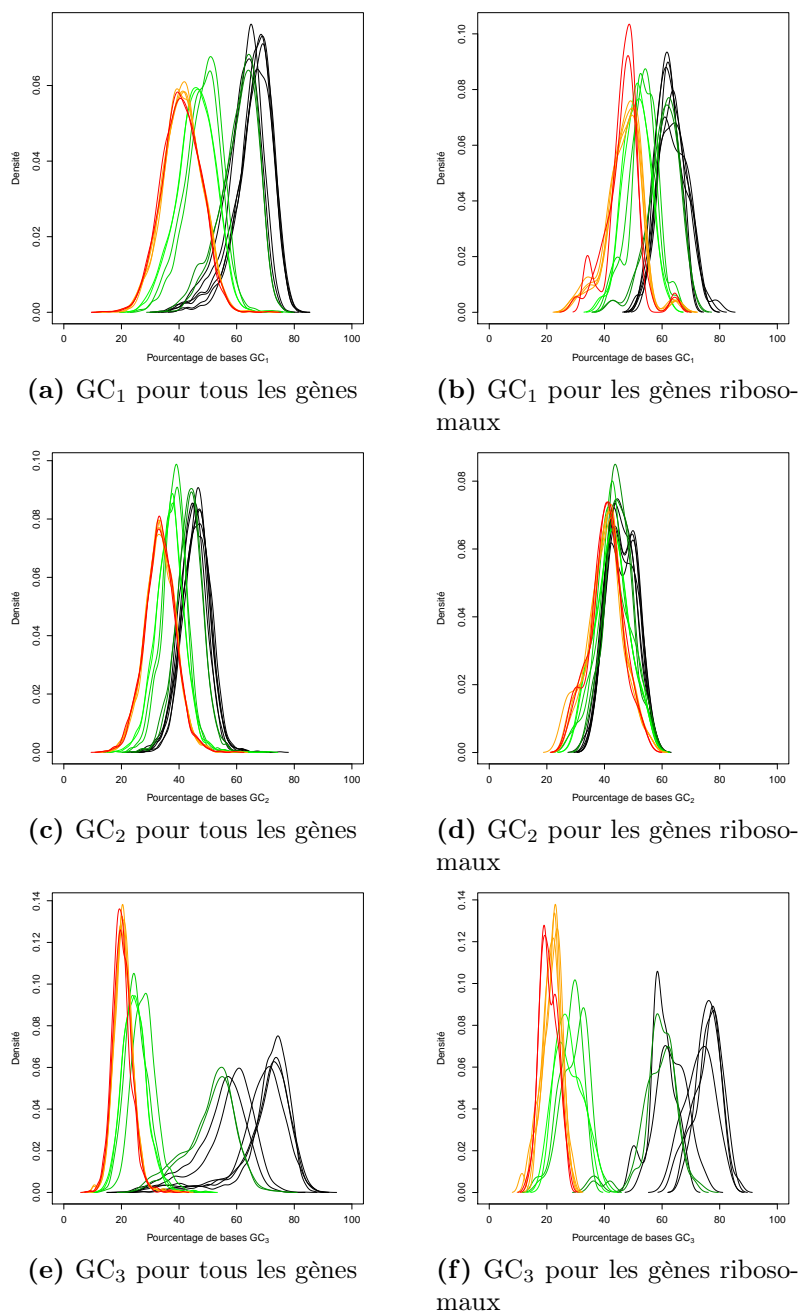 Densité
0.00 0.02 0.04 0.06
0 20 40 60 80 100
Pourcentage de bases GC₁
(a) GC₁ pour tous les gènes
Densité
0.00 0.02 0.04 0.06 0.08 0.10
0 20 40 60 80 100
Pourcentage de bases GC₁
(b) GC₁ pour les gènes riboso-
maux
Densité
0.00 0.02 0.04 0.06 0.08 0.10
0 20 40 60 80 100
Pourcentage de bases GC₂
(c) GC₂ pour tous les gènes
Densité
0.00 0.02 0.04 0.06 0.08
0 20 40 60 80 100
Pourcentage de bases GC₂
(d) GC₂ pour les gènes riboso-
maux
Densité
0.00 0.02 0.04 0.06 0.08 0.10 0.12 0.14
0 20 40 60 80 100
Pourcentage de bases GC₃
(e) GC₃ pour tous les gènes
Densité
0.00 0.02 0.04 0.06 0.08 0.10 0.12 0.14
0 20 40 60 80 100
Pourcentage de bases GC₃
(f) GC₃ pour les gènes riboso-
maux